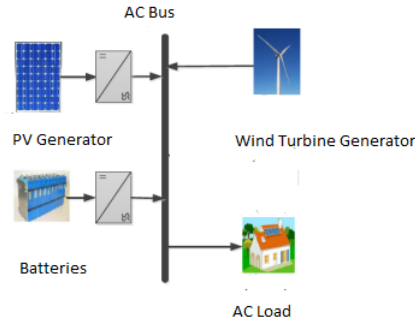 AC Bus
PV Generator
Wind Turbine Generator
Batteries
AC Load